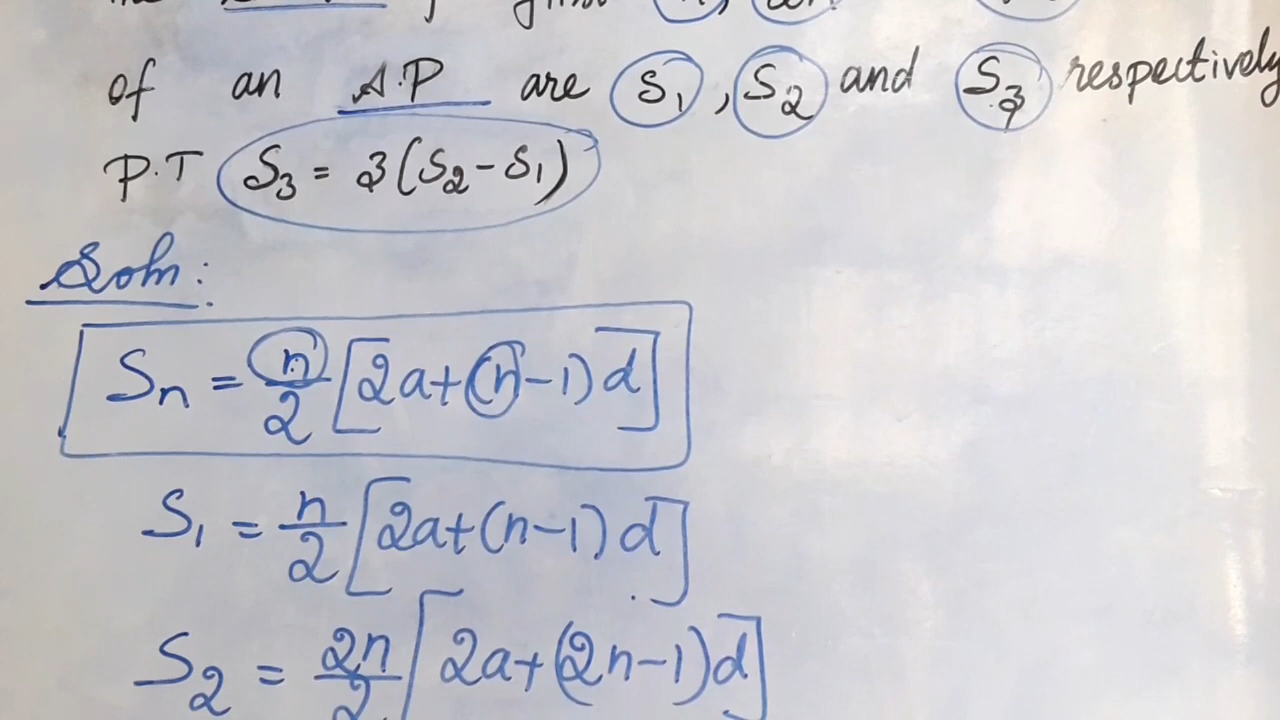 of an A.P are S₁, S₂ and S₃ respectively
P.T S₃ = 3(S₂-S₁)
Soln:
Sn = n/2 [2a+(n-1)d]
S₁ = n/2 [2a+(n-1)d]
S₂ = 2n/2 [2a+(2n-1)d]